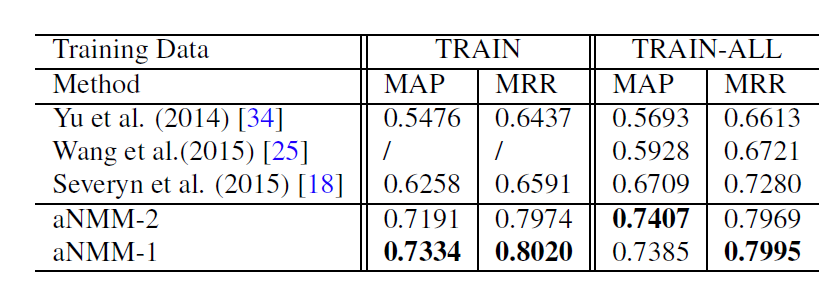 Training Data TRAIN TRAIN-ALL
Method MAP MRR MAP MRR
Yu et al. (2014) [34] 0.5476 0.6437 0.5693 0.6613
Wang et al.(2015) [25] / / 0.5928 0.6721
Severyn et al. (2015) [18] 0.6258 0.6591 0.6709 0.7280
aNMM-2 0.7191 0.7974 0.7407 0.7969
aNMM-1 0.7334 0.8020 0.7385 0.7995